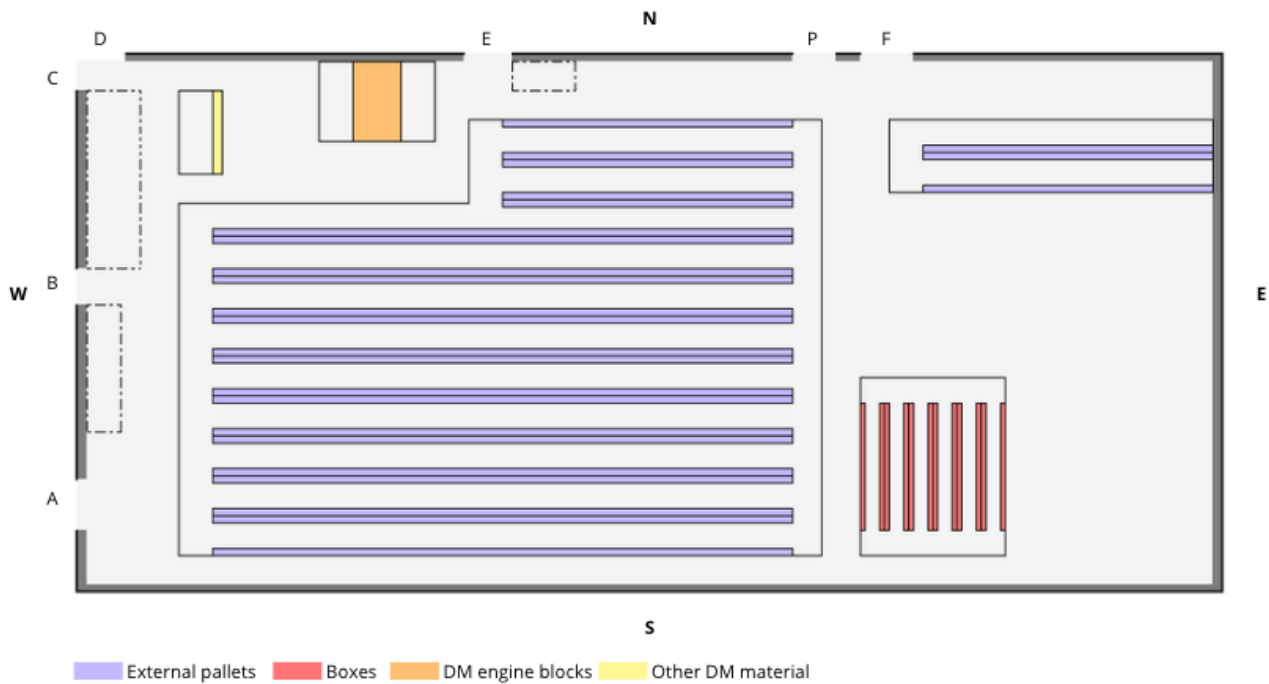 N
D E P F
C
B
W E
A
S
External pallets Boxes DM engine blocks Other DM material